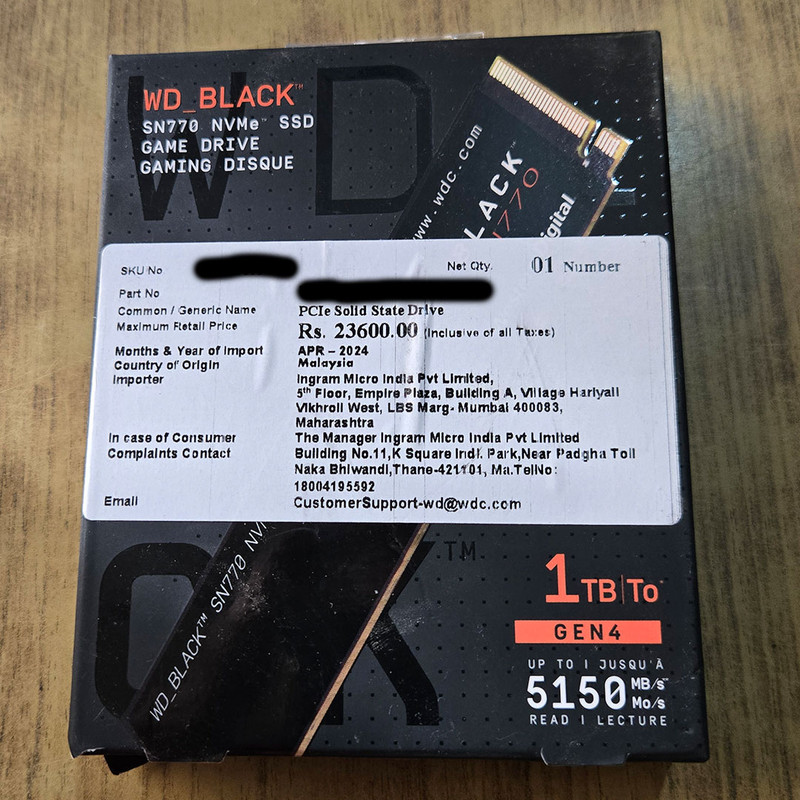 WD_BLACK™
SN770 NVMe™ SSD
GAME DRIVE
GAMING DISQUE
www.wdc.com
LACK™
N770
igital
SKU No
Net Qty. 01 Number
Part No
Common / Generic Name PCIe Solid State Drive
Maximum Retail Price Rs. 23600.00 (Inclusive of all Taxes)
Months & Year of Import APR – 2024
Country of Origin Malaysia
Importer Ingram Micro India Pvt Limited,
5th Floor, Empire Plaza, Building A, Village Hariyali
Vikhroli West, LBS Marg- Mumbai 400083,
Maharashtra
In case of Consumer The Manager Ingram Micro India Pvt Limited
Complaints Contact Building No.11,K Square Indl. Park,Near Padgha Toll
Naka Bhiwandi,Thane-421101, Ma.TelNo:
18004195592
Email CustomerSupport-wd@wdc.com
WD_BLACK™ SN770 NVM
™
1TB|To
GEN4
UP TO | JUSQU'À
5150 MB/s™
Mo/s
READ | LECTURE